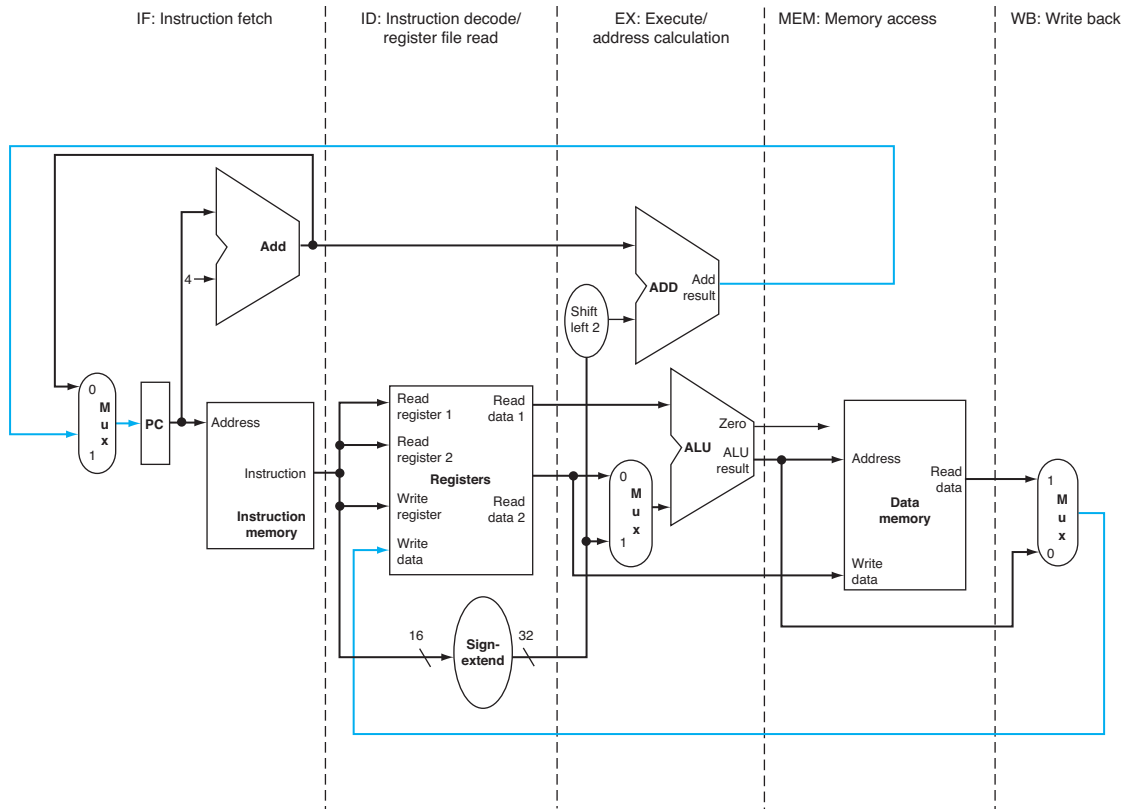 IF: Instruction fetch
ID: Instruction decode/
register file read
EX: Execute/
address calculation
MEM: Memory access
WB: Write back
Add
4
ADD
Add
result
Shift
left 2
0
M
u
x
1
PC
Address
Instruction
Instruction
memory
Read
register 1
Read
data 1
Read
register 2
Registers
Write
register
Read
data 2
Write
data
16
Sign-
extend
32
0
M
u
x
1
Zero
ALU
ALU
result
Address
Read
data
Data
memory
Write
data
1
M
u
x
0